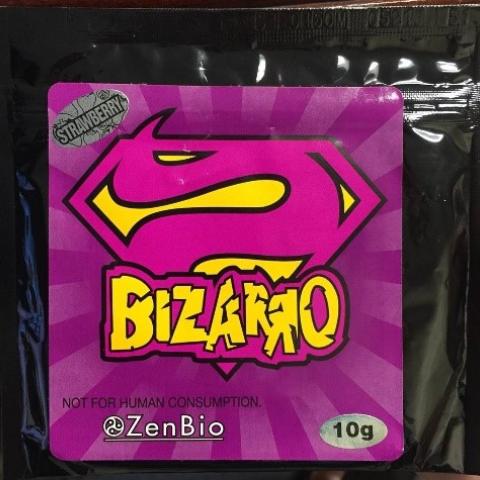 STRAWBERRY
BIZARRO
NOT FOR HUMAN CONSUMPTION.
ZenBio
10g